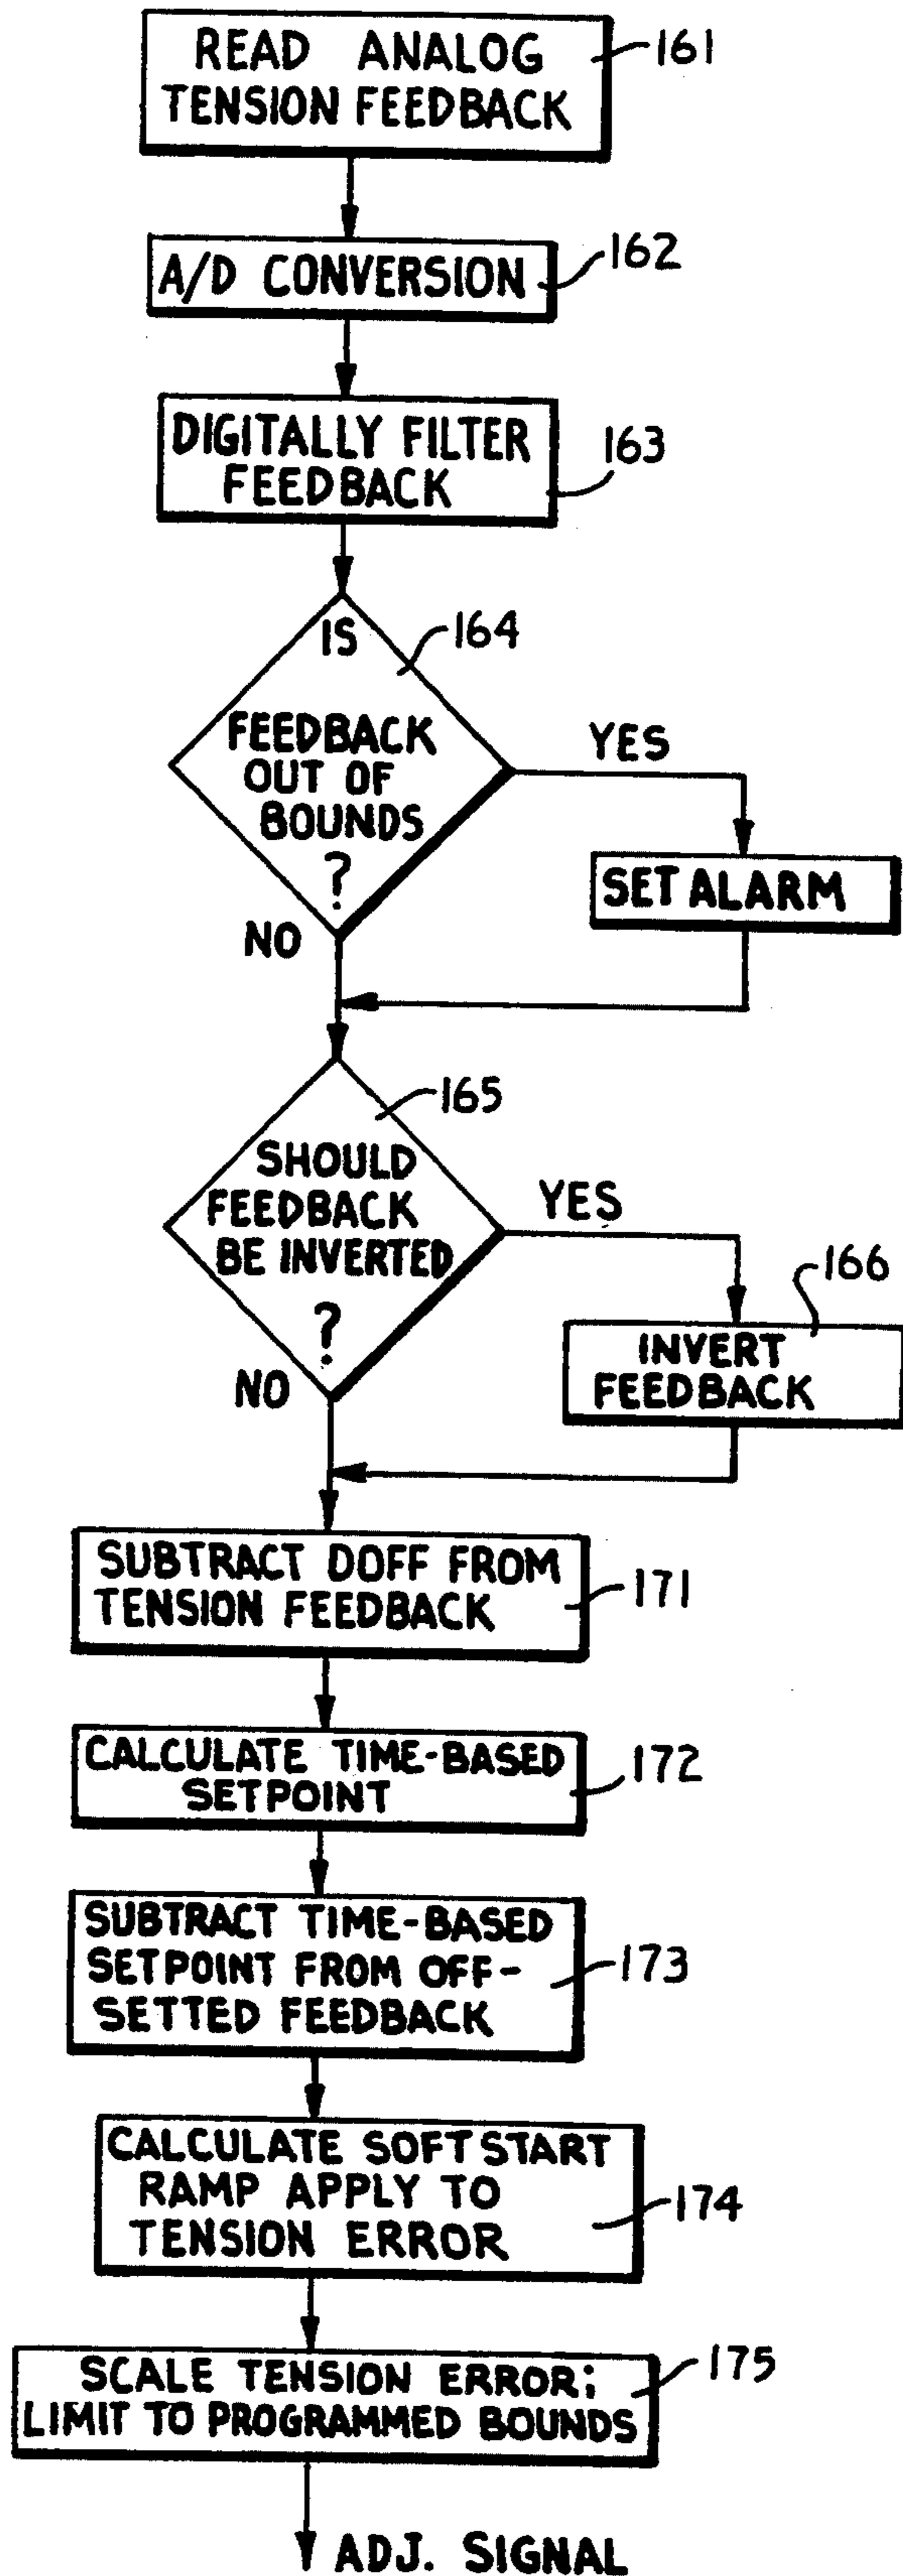 READ ANALOG
TENSION FEEDBACK
161
A/D CONVERSION
162
DIGITALLY FILTER
FEEDBACK
163
IS
FEEDBACK
OUT OF
BOUNDS
?
164
YES
SET ALARM
NO
165
SHOULD
FEEDBACK
BE INVERTED
?
YES
166
INVERT
FEEDBACK
NO
SUBTRACT DOFF FROM
TENSION FEEDBACK
171
CALCULATE TIME-BASED
SETPOINT
172
SUBTRACT TIME-BASED
SETPOINT FROM OFF-
SETTED FEEDBACK
173
CALCULATE SOFT START
RAMP APPLY TO
TENSION ERROR
174
SCALE TENSION ERROR;
LIMIT TO PROGRAMMED BOUNDS
175
ADJ. SIGNAL